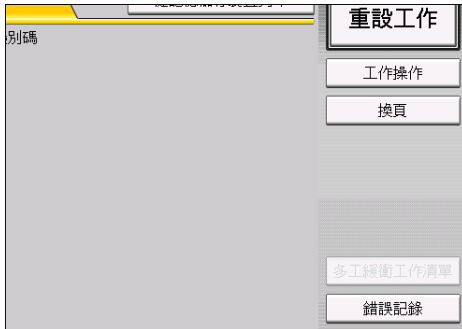 重設工作
別碼
工作操作
換頁
多工緩衝工作清單
錯誤記錄